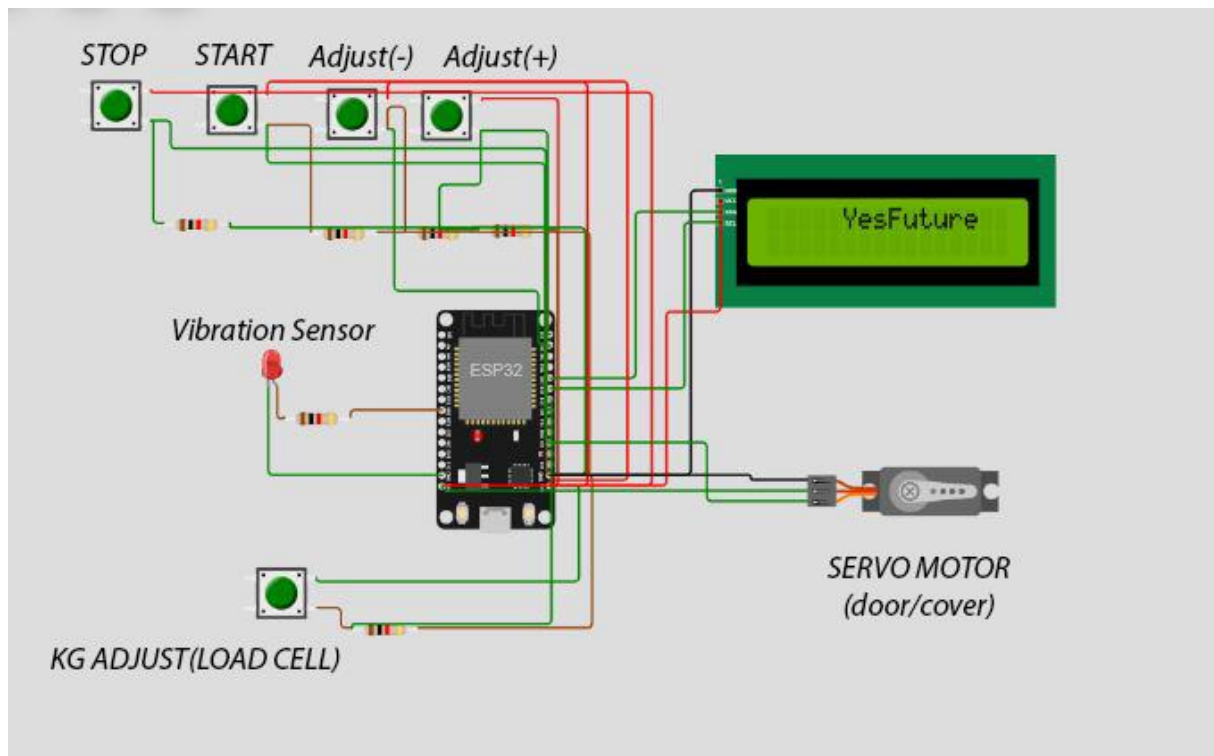 STOP
START
Adjust(-)
Adjust(+)
YesFuture
Vibration Sensor
ESP32
SERVO MOTOR
(door/cover)
KG ADJUST(LOAD CELL)